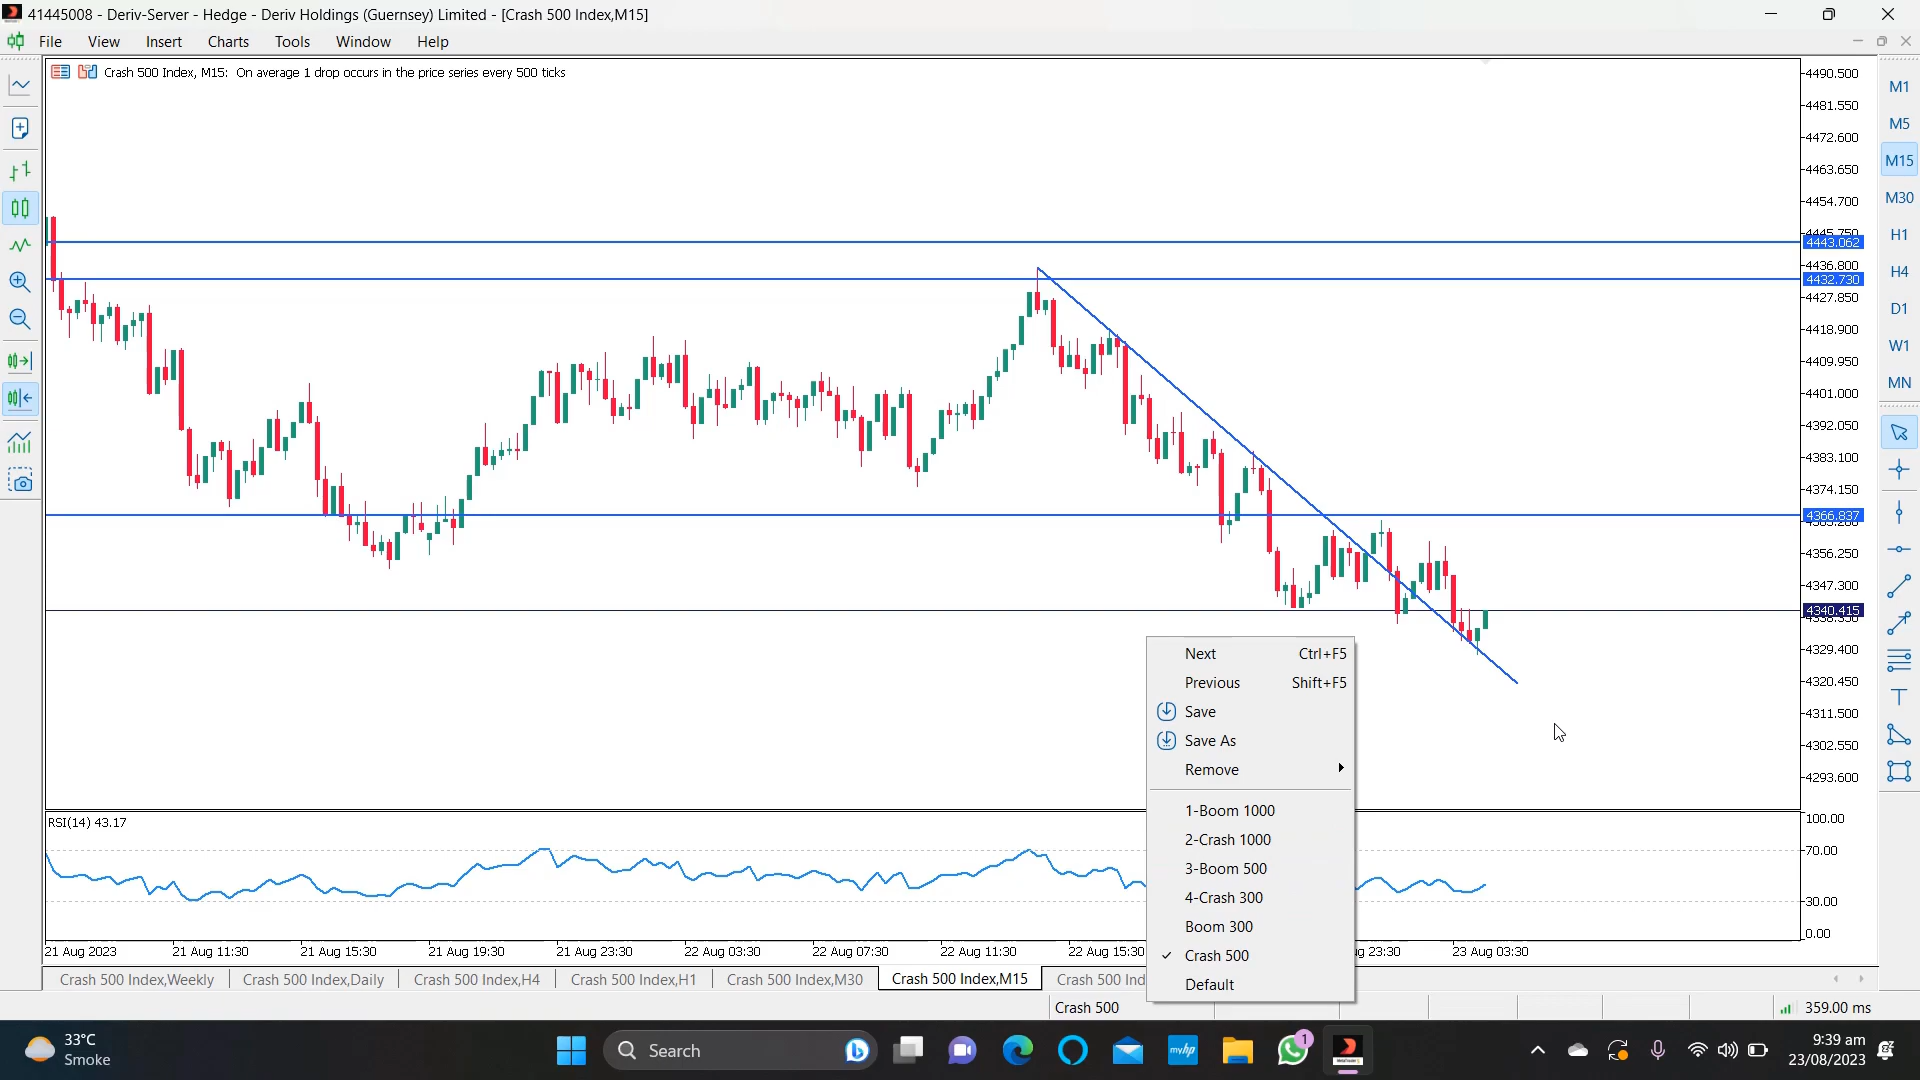 41445008 - Deriv-Server - Hedge - Deriv Holdings (Guernsey) Limited - [Crash 500 Index,M15]
File View Insert Charts Tools Window Help
Crash 500 Index, M15: On average 1 drop occurs in the price series every 500 ticks
4490.500
4481.550
4472.600
4463.650
4454.700
4445.750
4443.062
4436.800
4432.730
4427.850
4418.900
4409.950
4401.000
4392.050
4383.100
4374.150
4366.837
4356.250
4347.300
4340.415
4329.400
4320.450
4311.500
4302.550
4293.600
M1
M5
M15
M30
H1
H4
D1
W1
MN
T
Next Ctrl+F5
Previous Shift+F5
Save
Save As
Remove
1-Boom 1000
2-Crash 1000
3-Boom 500
4-Crash 300
Boom 300
Crash 500
Default
RSI(14) 43.17
100.00
70.00
30.00
0.00
21 Aug 2023 21 Aug 11:30 21 Aug 15:30 21 Aug 19:30 21 Aug 23:30 22 Aug 03:30 22 Aug 07:30 22 Aug 11:30 22 Aug 15:30 23:30 23 Aug 03:30
Crash 500 Index,Weekly Crash 500 Index,Daily Crash 500 Index,H4 Crash 500 Index,H1 Crash 500 Index,M30 Crash 500 Index,M15 Crash 500 Ind
Crash 500 359.00 ms
33°C
Smoke
Search
myhp
1
9:39 am
23/08/2023